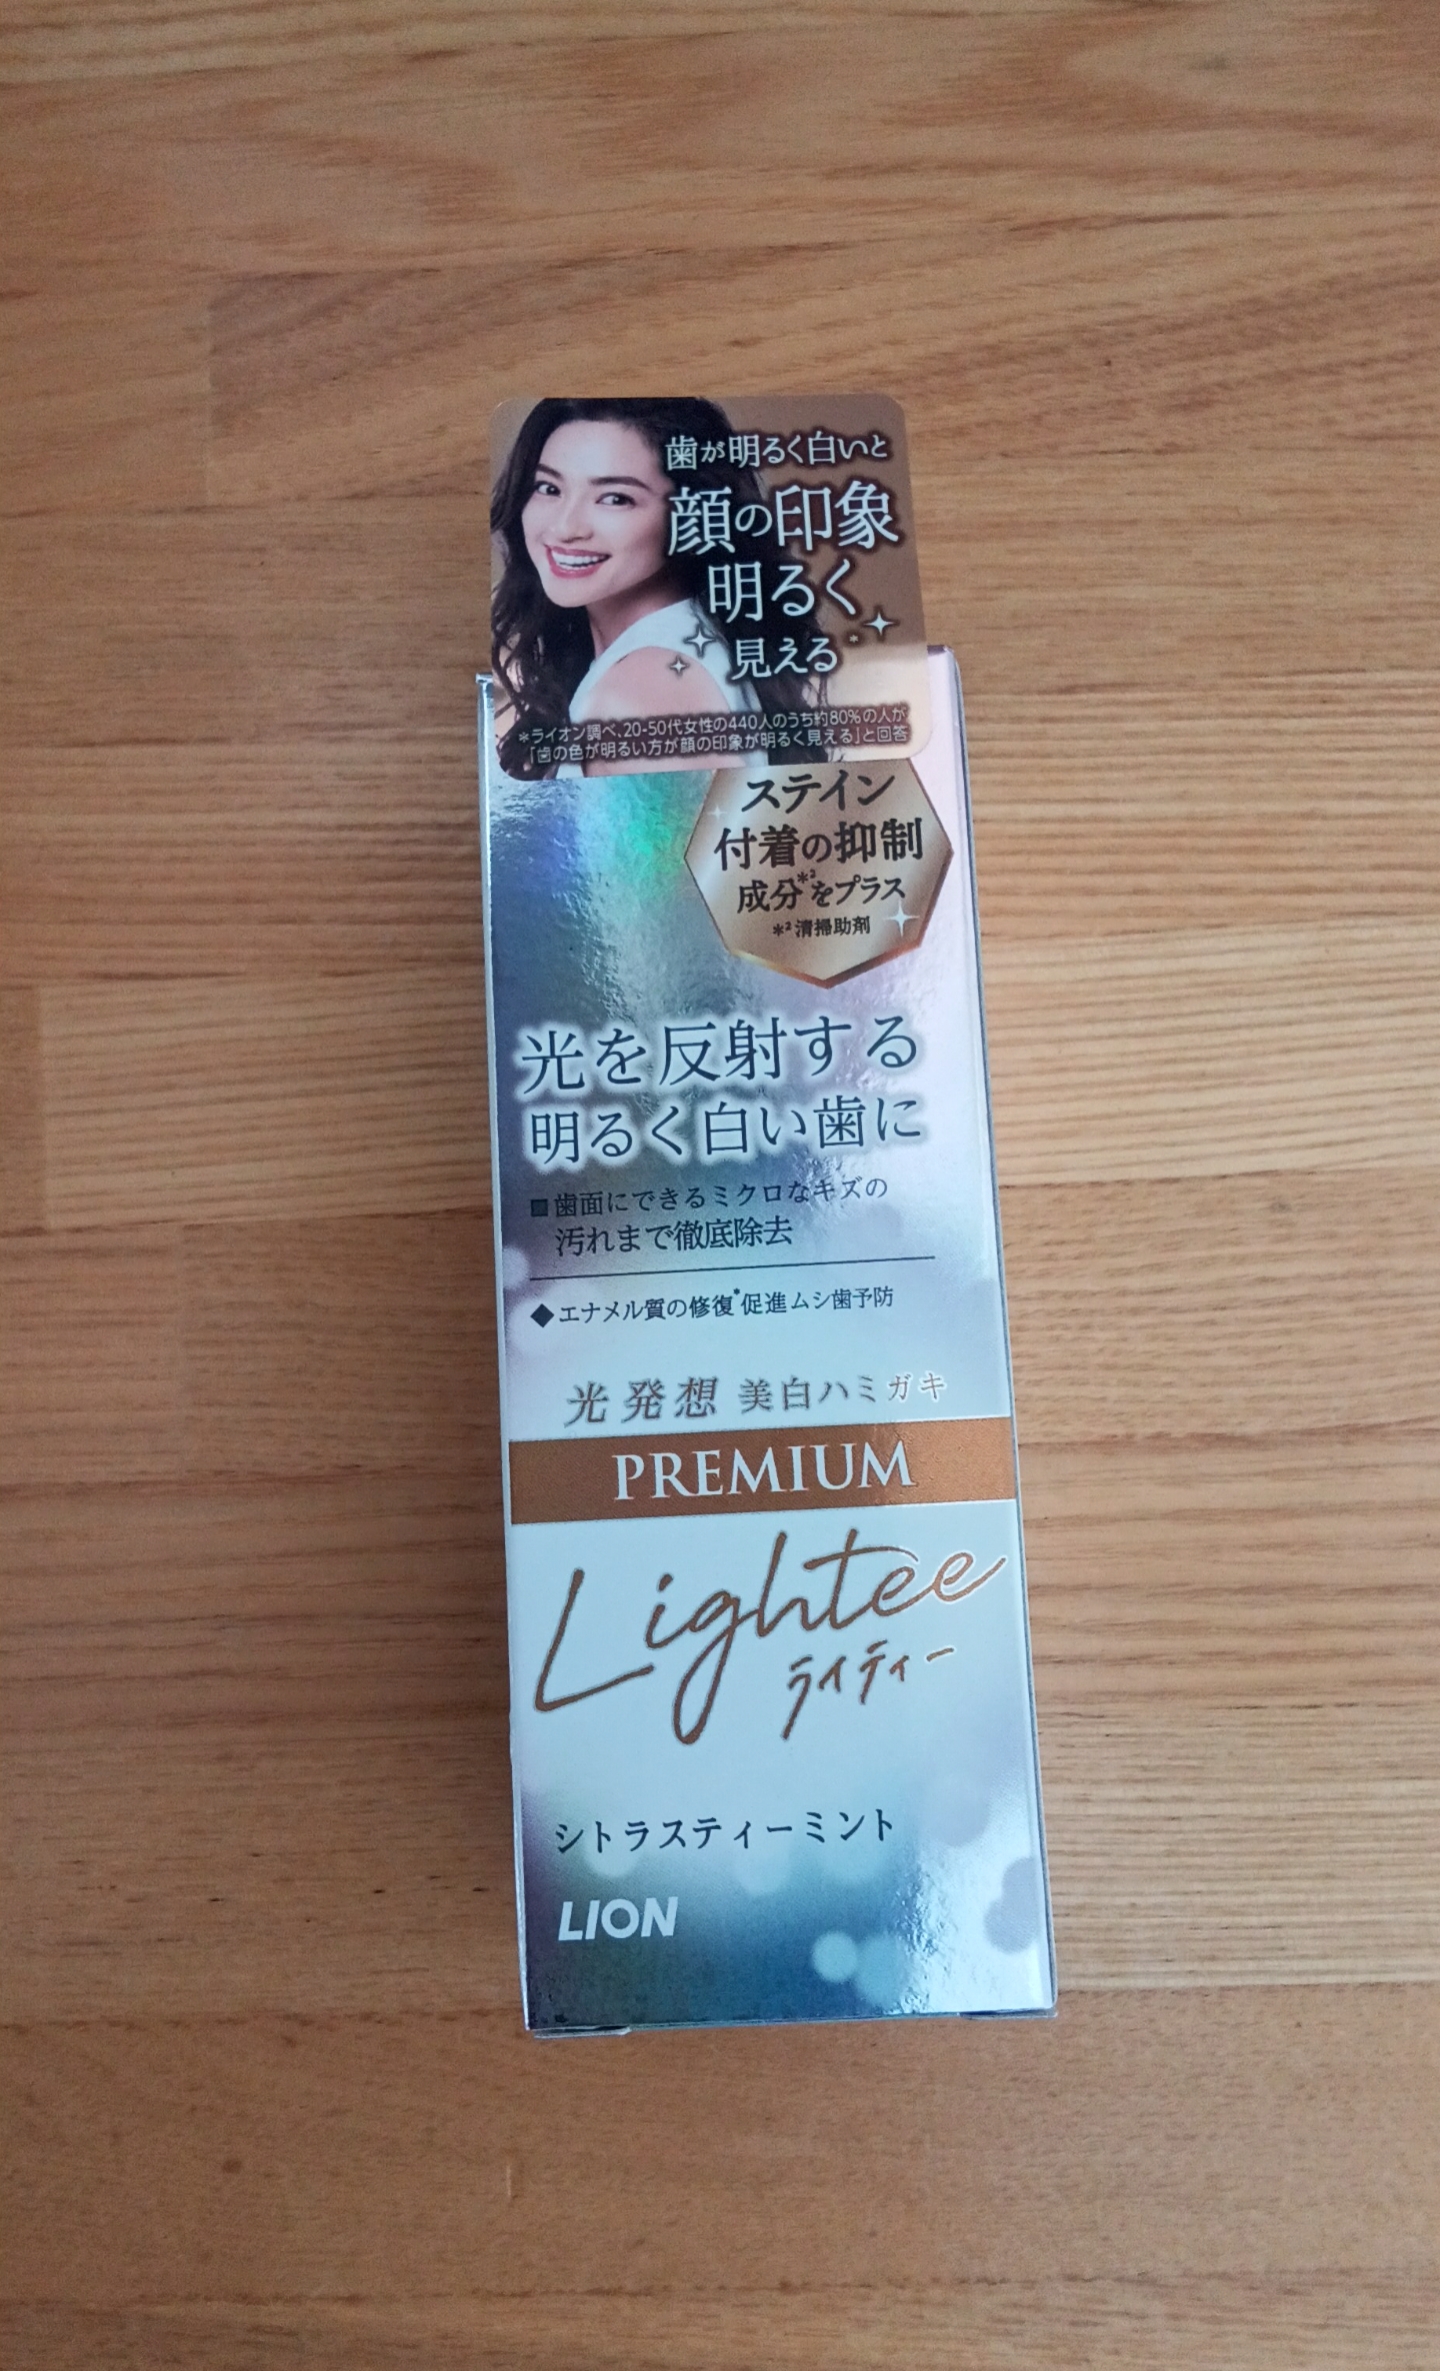 歯が明るく白いと
顔の印象
明るく
見える*
*ライオン調べ、20-50代女性の440人のうち約80%の人が
「歯の色が明るい方が顔の印象が明るく見える」と回答
ステイン
付着の抑制
成分*²をプラス
*²清掃助剤
光を反射する
明るく白い歯に
■歯面にできるミクロなキズの
汚れまで徹底除去
◆エナメル質の修復*促進ムシ歯予防
光発想 美白ハミガキ
PREMIUM
Lightee
ライティー
シトラスティーミント
LION